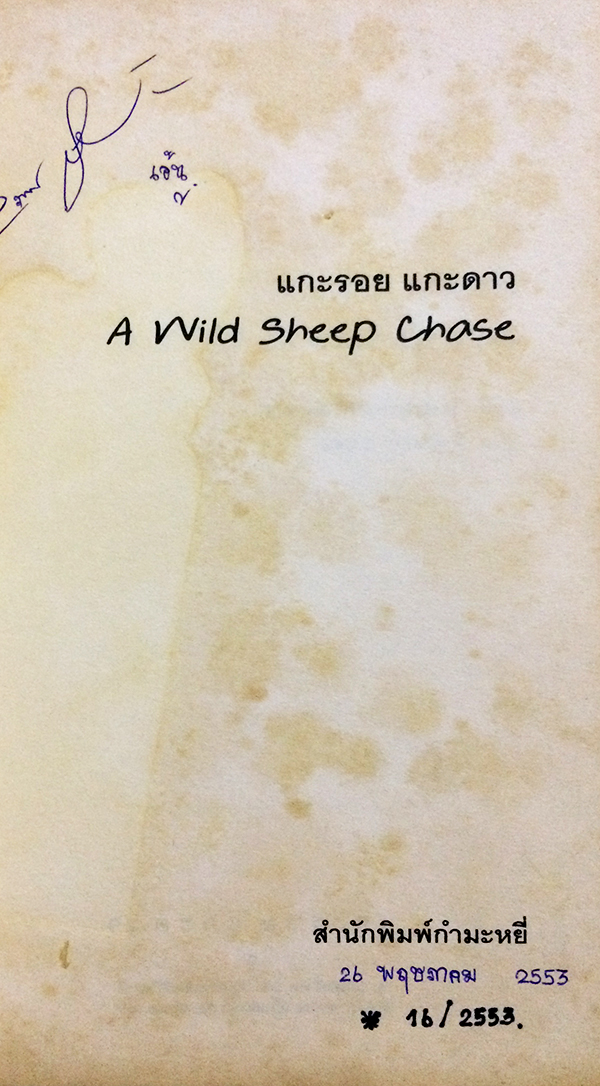 แกะรอย แกะดาว
A Wild Sheep Chase
สำนักพิมพ์กำมะหยี่
26 พฤษภาคม 2553
* 16/2553.